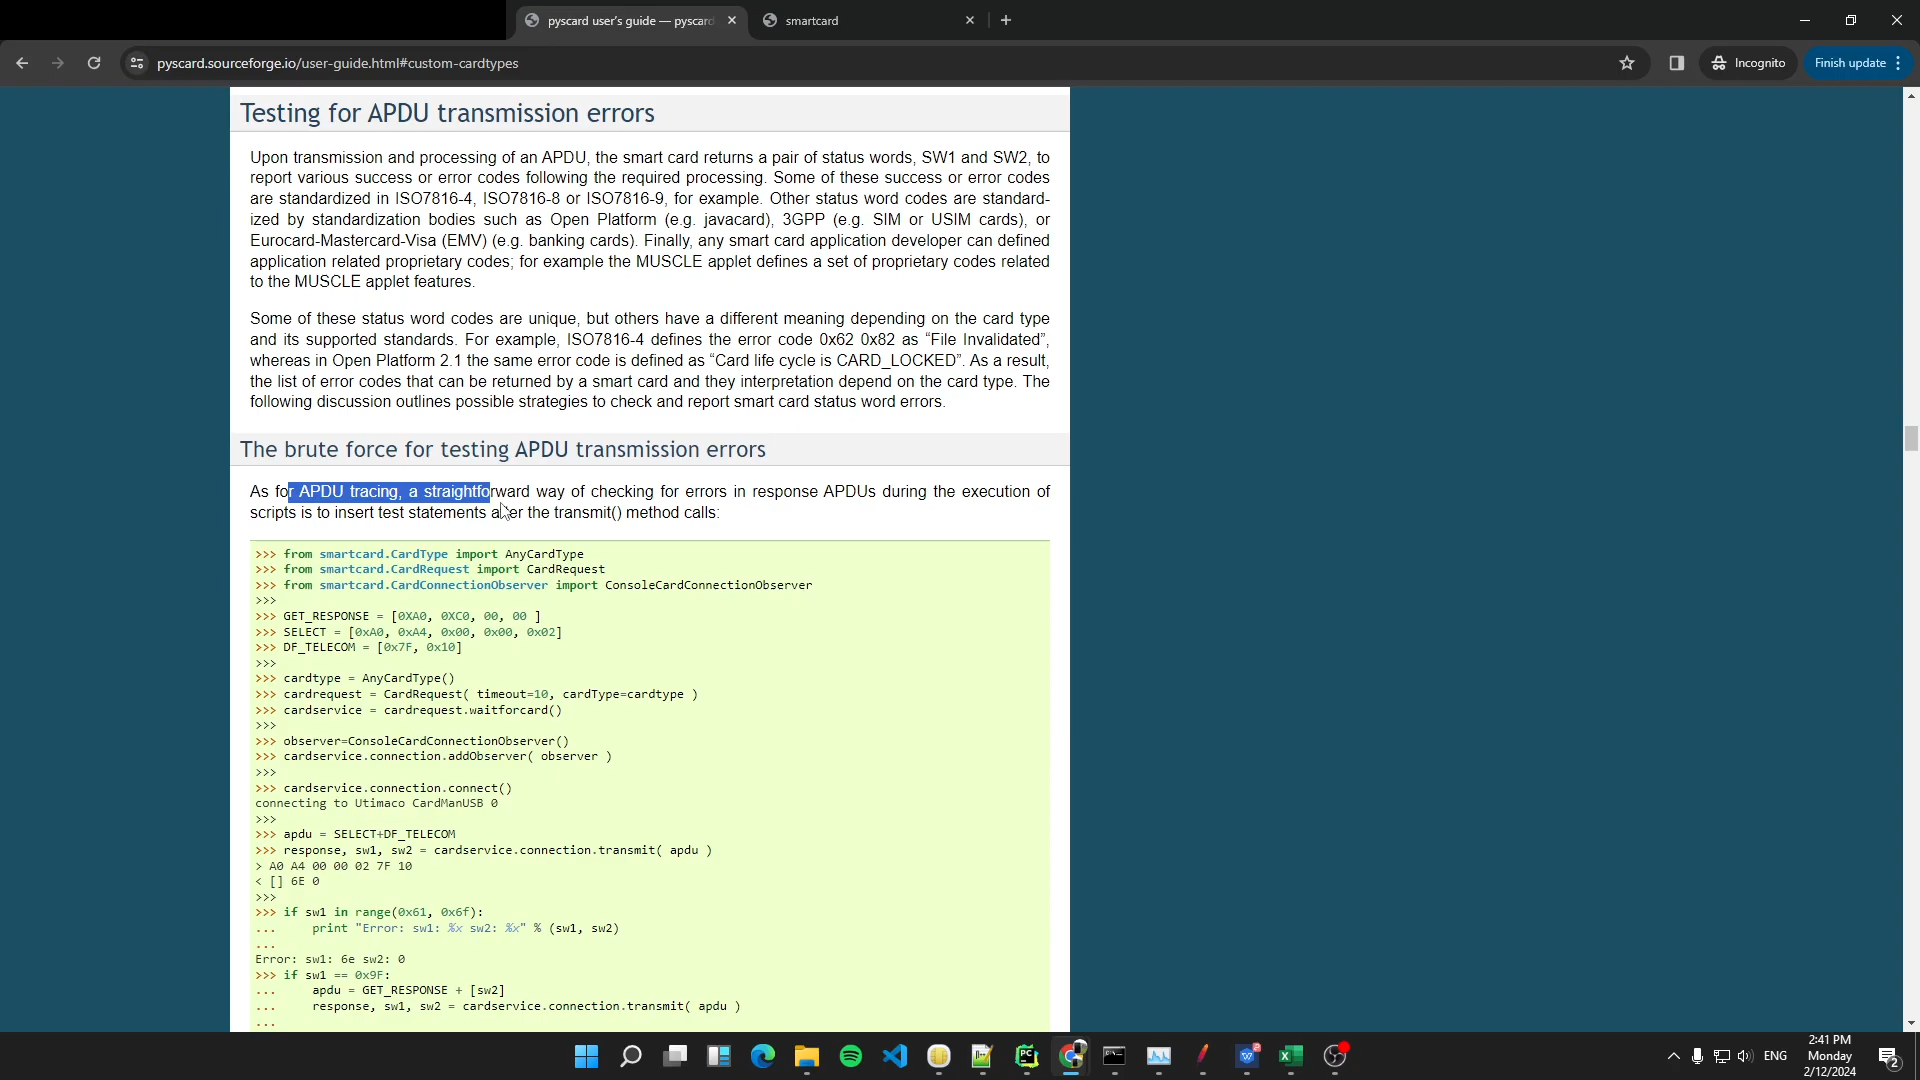 pyscard user's guide — pyscard
smartcard
pyscard.sourceforge.io/user-guide.html#custom-cardtypes
Incognito
Finish update
Testing for APDU transmission errors
Upon transmission and processing of an APDU, the smart card returns a pair of status words, SW1 and SW2, to
report various success or error codes following the required processing. Some of these success or error codes
are standardized in ISO7816-4, ISO7816-8 or ISO7816-9, for example. Other status word codes are standard-
ized by standardization bodies such as Open Platform (e.g. javacard), 3GPP (e.g. SIM or USIM cards), or
Eurocard-Mastercard-Visa (EMV) (e.g. banking cards). Finally, any smart card application developer can defined
application related proprietary codes; for example the MUSCLE applet defines a set of proprietary codes related
to the MUSCLE applet features.
Some of these status word codes are unique, but others have a different meaning depending on the card type
and its supported standards. For example, ISO7816-4 defines the error code 0x62 0x82 as “File Invalidated”,
whereas in Open Platform 2.1 the same error code is defined as “Card life cycle is CARD_LOCKED”. As a result,
the list of error codes that can be returned by a smart card and they interpretation depend on the card type. The
following discussion outlines possible strategies to check and report smart card status word errors.
The brute force for testing APDU transmission errors
As for APDU tracing, a straightforward way of checking for errors in response APDUs during the execution of
scripts is to insert test statements after the transmit() method calls:
>>> from smartcard.CardType import AnyCardType
>>> from smartcard.CardRequest import CardRequest
>>> from smartcard.CardConnectionObserver import ConsoleCardConnectionObserver
>>>
>>> GET_RESPONSE = [0XA0, 0XC0, 00, 00 ]
>>> SELECT = [0xA0, 0xA4, 0x00, 0x00, 0x02]
>>> DF_TELECOM = [0x7F, 0x10]
>>>
>>> cardtype = AnyCardType()
>>> cardrequest = CardRequest( timeout=10, cardType=cardtype )
>>> cardservice = cardrequest.waitforcard()
>>>
>>> observer=ConsoleCardConnectionObserver()
>>> cardservice.connection.addObserver( observer )
>>>
>>> cardservice.connection.connect()
connecting to Utimaco CardManUSB 0
>>>
>>> apdu = SELECT+DF_TELECOM
>>> response, sw1, sw2 = cardservice.connection.transmit( apdu )
> A0 A4 00 00 02 7F 10
< [] 6E 0
>>>
>>> if sw1 in range(0x61, 0x6f):
...     print "Error: sw1: %x sw2: %x" % (sw1, sw2)
...
Error: sw1: 6e sw2: 0
>>> if sw1 == 0x9F:
...     apdu = GET_RESPONSE + [sw2]
...     response, sw1, sw2 = cardservice.connection.transmit( apdu )
...
ENG
2:41 PM
Monday
2/12/2024
2